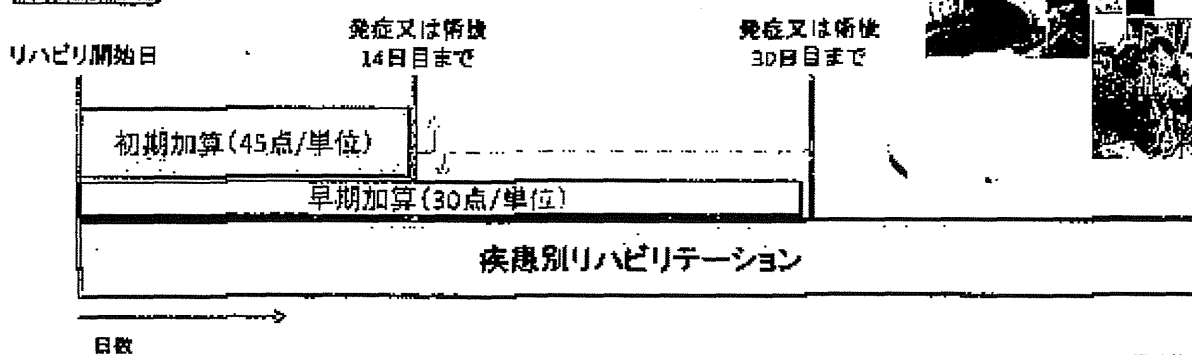 発症又は術後
14日目まで
発症又は術後
30日目まで
リハビリ開始日
初期加算(45点/単位)
早期加算(30点/単位)
疾患別リハビリテーション
日数